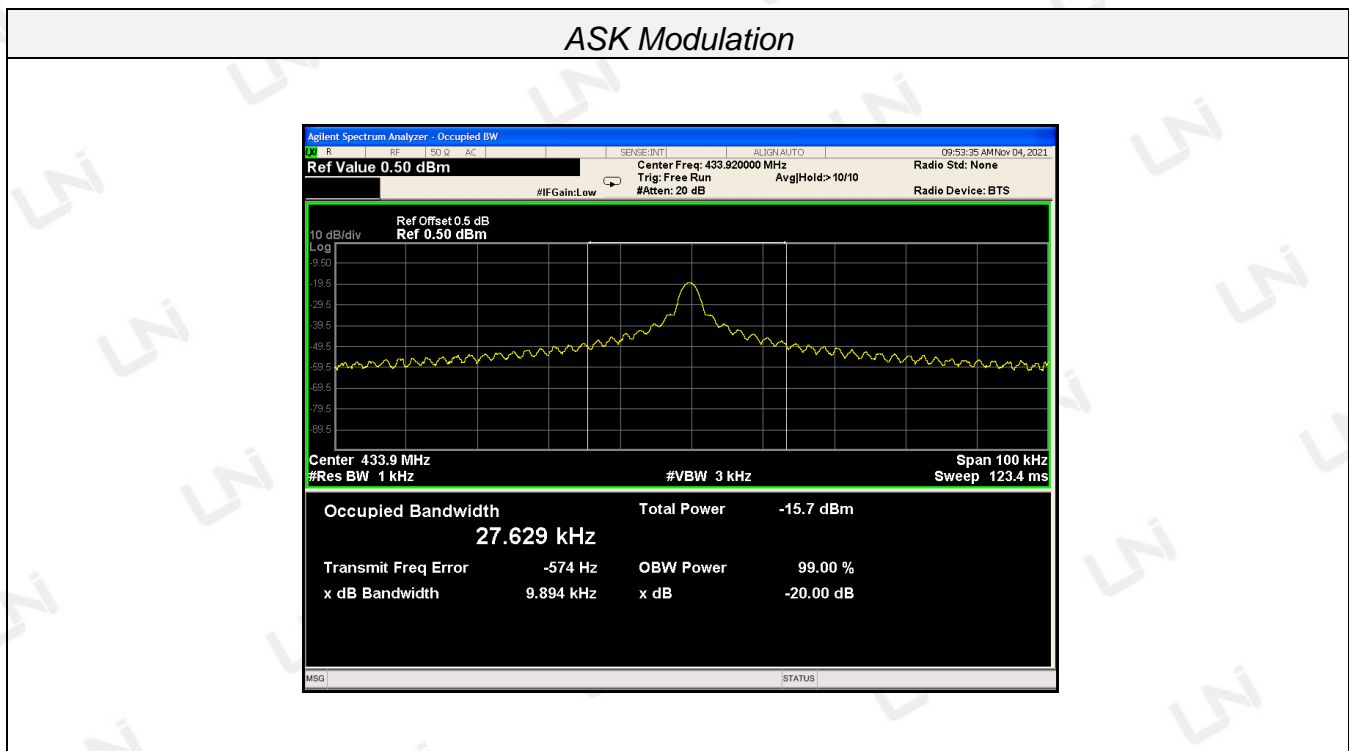 ASK Modulation
Agilent Spectrum Analyzer - Occupied BW
LXI R RF 50 Ω AC SENSE:INT ALIGN AUTO 09:53:35 AM Nov 04, 2021
Ref Value 0.50 dBm
Center Freq: 433.920000 MHz
Radio Std: None
Trig: Free Run Avg|Hold:>10/10
#IFGain:Low #Atten: 20 dB Radio Device: BTS
Ref Offset 0.5 dB
10 dB/div Ref 0.50 dBm
Log
-9.50
-19.5
-29.5
-39.5
-49.5
-59.5
-69.5
-79.5
-89.5
Center 433.9 MHz Span 100 kHz
#Res BW 1 kHz #VBW 3 kHz Sweep 123.4 ms
Occupied Bandwidth Total Power -15.7 dBm
27.629 kHz
Transmit Freq Error -574 Hz OBW Power 99.00 %
x dB Bandwidth 9.894 kHz x dB -20.00 dB
MSG STATUS